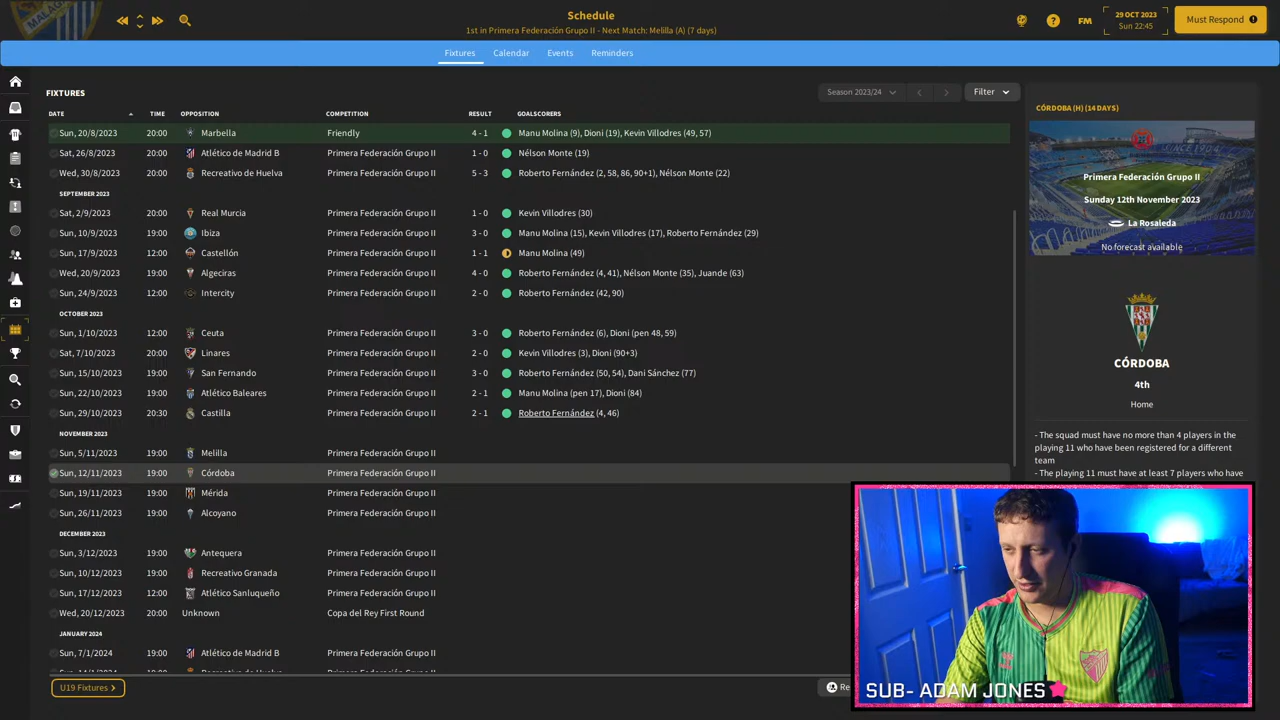 Schedule
1st in Primera Federación Grupo II - Next Match: Melilla (A) (7 days)
FM
29 OCT 2023
Sun 22:45
Must Respond
Fixtures Calendar Events Reminders
FIXTURES
Season 2023/24
Filter
DATE TIME OPPOSITION COMPETITION RESULT GOALSCORERS
Sun, 20/8/2023 20:00 Marbella Friendly 4 - 1 Manu Molina (9), Dioni (19), Kevin Villodres (49, 57)
Sat, 26/8/2023 20:00 Atlético de Madrid B Primera Federación Grupo II 1 - 0 Nélson Monte (19)
Wed, 30/8/2023 20:00 Recreativo de Huelva Primera Federación Grupo II 5 - 3 Roberto Fernández (2, 58, 86, 90+1), Nélson Monte (22)
SEPTEMBER 2023
Sat, 2/9/2023 20:00 Real Murcia Primera Federación Grupo II 1 - 0 Kevin Villodres (30)
Sun, 10/9/2023 19:00 Ibiza Primera Federación Grupo II 3 - 0 Manu Molina (15), Kevin Villodres (17), Roberto Fernández (29)
Sun, 17/9/2023 12:00 Castellón Primera Federación Grupo II 1 - 1 Manu Molina (49)
Wed, 20/9/2023 19:00 Algeciras Primera Federación Grupo II 4 - 0 Roberto Fernández (4, 41), Nélson Monte (35), Juande (63)
Sun, 24/9/2023 12:00 Intercity Primera Federación Grupo II 2 - 0 Roberto Fernández (42, 90)
OCTOBER 2023
Sun, 1/10/2023 12:00 Ceuta Primera Federación Grupo II 3 - 0 Roberto Fernández (6), Dioni (pen 48, 59)
Sat, 7/10/2023 20:00 Linares Primera Federación Grupo II 2 - 0 Kevin Villodres (3), Dioni (90+3)
Sun, 15/10/2023 19:00 San Fernando Primera Federación Grupo II 3 - 0 Roberto Fernández (50, 54), Dani Sánchez (77)
Sun, 22/10/2023 19:00 Atlético Baleares Primera Federación Grupo II 2 - 1 Manu Molina (pen 17), Dioni (84)
Sun, 29/10/2023 20:30 Castilla Primera Federación Grupo II 2 - 1 Roberto Fernández (4, 46)
NOVEMBER 2023
Sun, 5/11/2023 19:00 Melilla Primera Federación Grupo II
Sun, 12/11/2023 19:00 Córdoba Primera Federación Grupo II
Sun, 19/11/2023 19:00 Mérida Primera Federación Grupo II
Sun, 26/11/2023 19:00 Alcoyano Primera Federación Grupo II
DECEMBER 2023
Sun, 3/12/2023 19:00 Antequera Primera Federación Grupo II
Sun, 10/12/2023 19:00 Recreativo Granada Primera Federación Grupo II
Sun, 17/12/2023 12:00 Atlético Sanluqueño Primera Federación Grupo II
Wed, 20/12/2023 20:00 Unknown Copa del Rey First Round
JANUARY 2024
Sun, 7/1/2024 19:00 Atlético de Madrid B Primera Federación Grupo II
U19 Fixtures
Re
CÓRDOBA (H) (14 DAYS)
Primera Federación Grupo II
Sunday 12th November 2023
La Rosaleda
No forecast available
CÓRDOBA
4th
Home
- The squad must have no more than 4 players in the
playing 11 who have been registered for a different
team
- The playing 11 must have at least 7 players who have
SUB- ADAM JONES